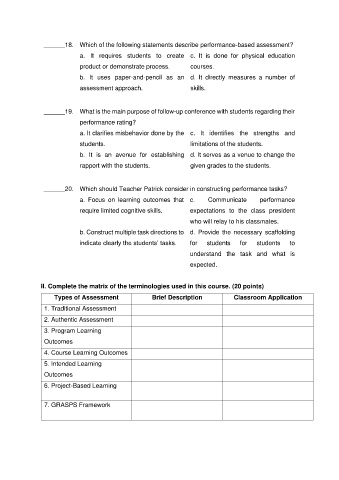 ______18. Which of the following statements describe performance-based assessment?
a. It requires students to create product or demonstrate process.
c. It is done for physical education courses.
b. It uses paper-and-pencil as an assessment approach.
d. It directly measures a number of skills.
______19. What is the main purpose of follow-up conference with students regarding their
performance rating?
a. It clarifies misbehavior done by the students.
c. It identifies the strengths and limitations of the students.
b. It is an avenue for establishing rapport with the students.
d. It serves as a venue to change the given grades to the students.
______20. Which should Teacher Patrick consider in constructing performance tasks?
a. Focus on learning outcomes that require limited cognitive skills.
c. Communicate performance expectations to the class president who will relay to his classmates.
b. Construct multiple task directions to indicate clearly the students' tasks.
d. Provide the necessary scaffolding for students for students to understand the task and what is expected.
II. Complete the matrix of the terminologies used in this course. (20 points)
Types of Assessment Brief Description Classroom Application
1. Traditional Assessment
2. Authentic Assessment
3. Program Learning
Outcomes
4. Course Learning Outcomes
5. Intended Learning
Outcomes
6. Project-Based Learning
7. GRASPS Framework